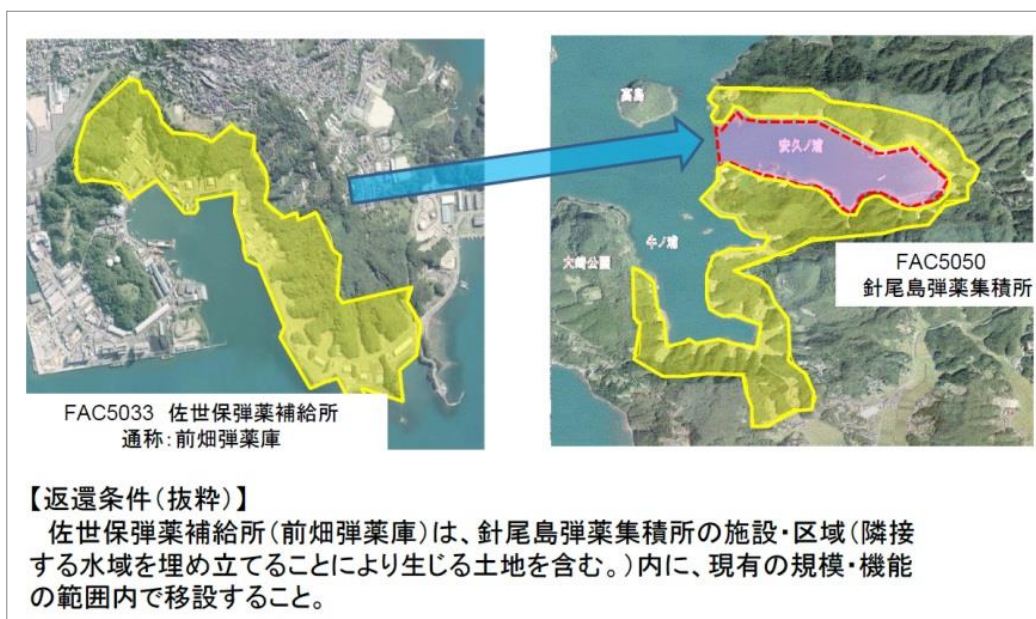 高島
安久ノ浦
牛ノ浦
大崎公園
FAC5050
針尾島弾薬集積所
FAC5033 佐世保弾薬補給所
通称:前畑弾薬庫
【返還条件(抜粋)】
佐世保弾薬補給所(前畑弾薬庫)は、針尾島弾薬集積所の施設・区域(隣接
する水域を埋め立てることにより生じる土地を含む。)内に、現有の規模・機能
の範囲内で移設すること。